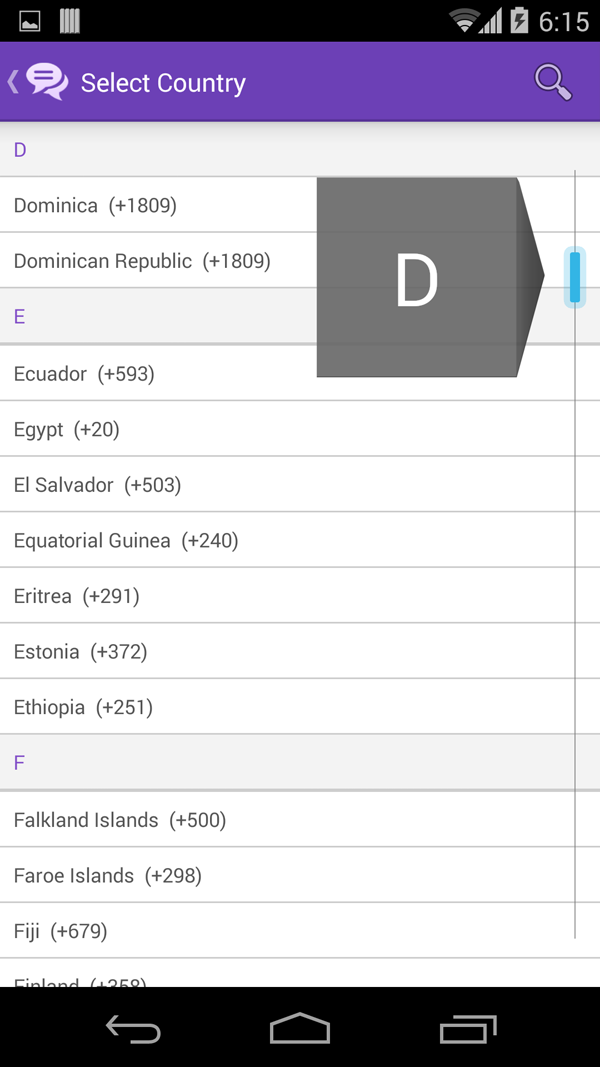 6:15
Select Country
D
Dominica (+1809)
Dominican Republic (+1809)
D
E
Ecuador (+593)
Egypt (+20)
El Salvador (+503)
Equatorial Guinea (+240)
Eritrea (+291)
Estonia (+372)
Ethiopia (+251)
F
Falkland Islands (+500)
Faroe Islands (+298)
Fiji (+679)
Finland (+358)